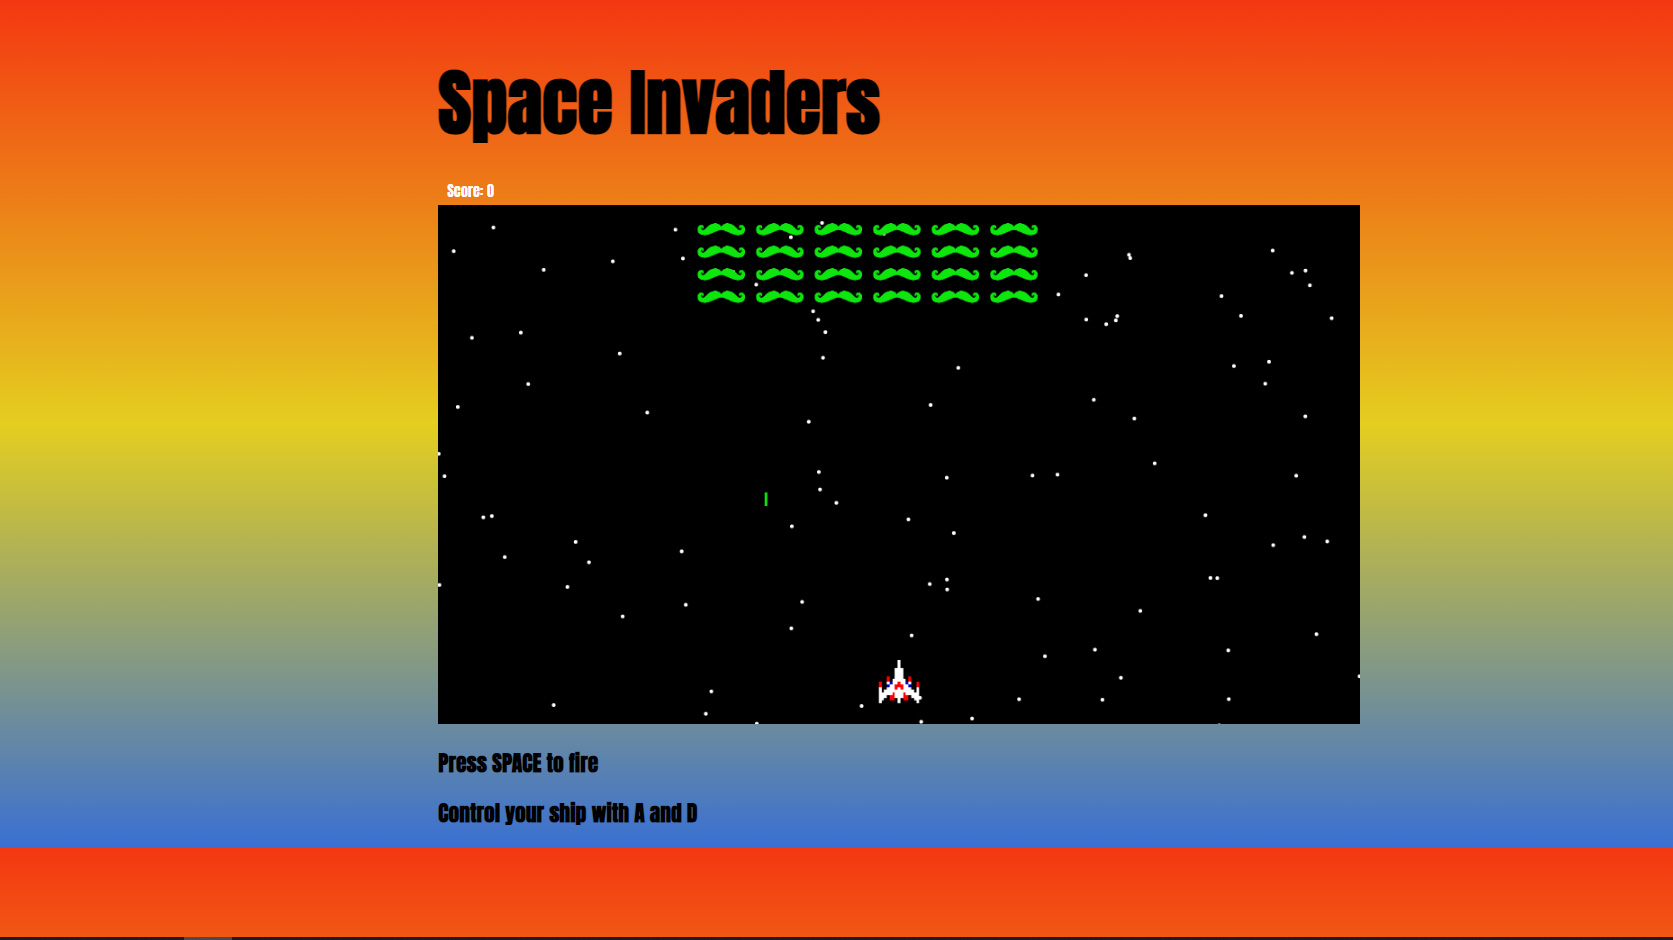 Space Invaders
Score: 0
Press SPACE to fire
Control your ship with A and D